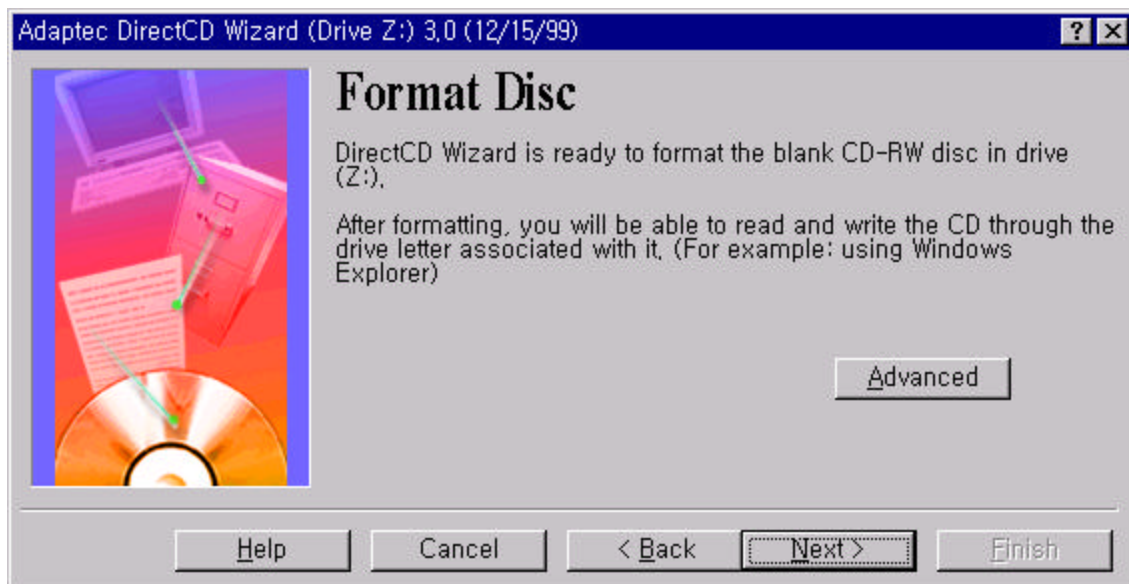 Adaptec DirectCD Wizard (Drive Z:) 3.0 (12/15/99)
Format Disc
DirectCD Wizard is ready to format the blank CD-RW disc in drive
(Z:).
After formatting, you will be able to read and write the CD through the
drive letter associated with it. (For example: using Windows
Explorer)
Advanced
Help Cancel < Back Next > Finish